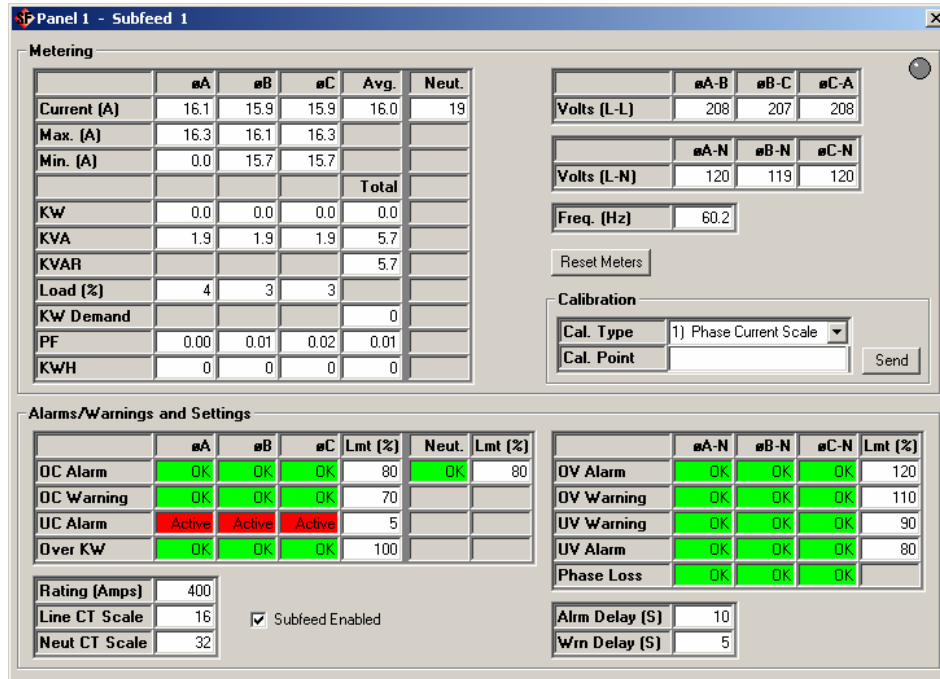 Panel 1 - Subfeed 1
Metering
øA øB øC Avg. Neut.
Current (A) 16.1 15.9 15.9 16.0 19
Max. (A) 16.3 16.1 16.3
Min. (A) 0.0 15.7 15.7
Total
KW 0.0 0.0 0.0 0.0
KVA 1.9 1.9 1.9 5.7
KVAR 5.7
Load (%) 4 3 3
KW Demand 0
PF 0.00 0.01 0.02 0.01
KWH 0 0 0 0
øA-B øB-C øC-A
Volts (L-L) 208 207 208
øA-N øB-N øC-N
Volts (L-N) 120 119 120
Freq. (Hz) 60.2
Reset Meters
Calibration
Cal. Type 1) Phase Current Scale
Cal. Point
Send
Alarms/Warnings and Settings
øA øB øC Lmt (%) Neut. Lmt (%)
OC Alarm OK OK OK 80 OK 80
OC Warning OK OK OK 70
UC Alarm Active Active Active 5
Over KW OK OK OK 100
Rating (Amps) 400
Line CT Scale 16
Neut CT Scale 32
Subfeed Enabled
øA-N øB-N øC-N Lmt (%)
OV Alarm OK OK OK 120
OV Warning OK OK OK 110
UV Warning OK OK OK 90
UV Alarm OK OK OK 80
Phase Loss OK OK OK
Alrm Delay (S) 10
Wrn Delay (S) 5